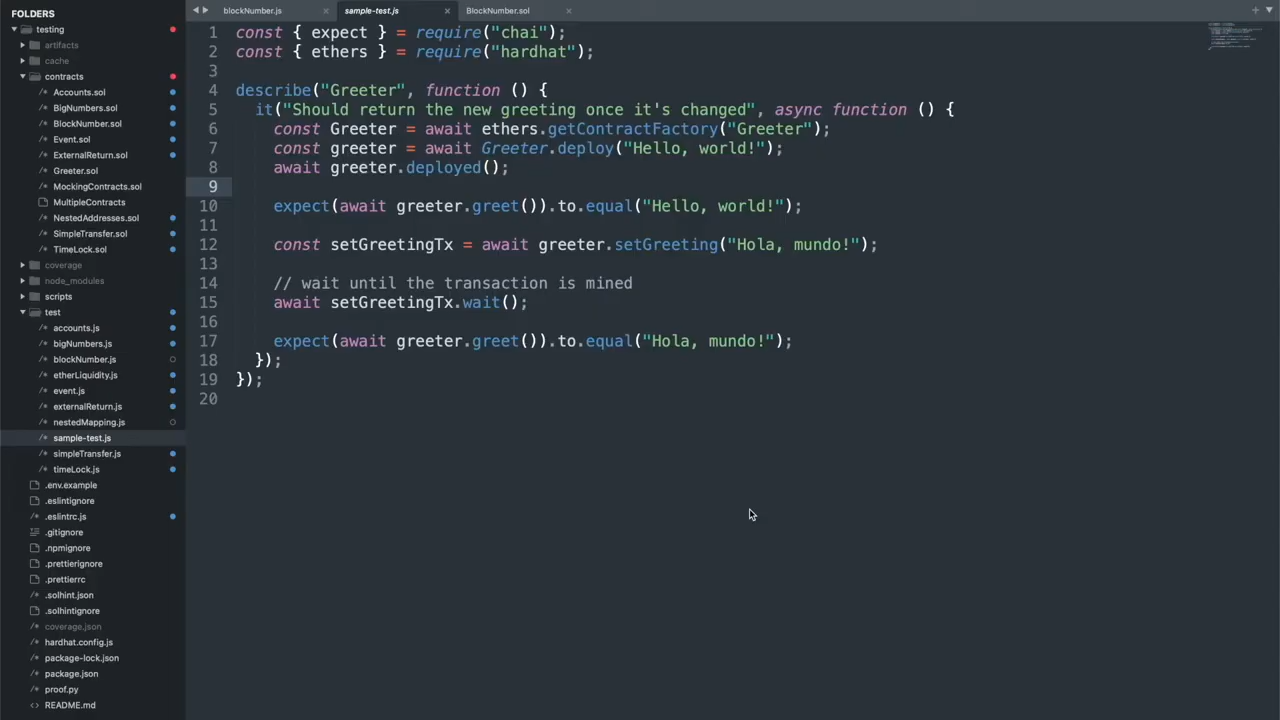 FOLDERS
testing
artifacts
cache
contracts
/* Accounts.sol
/* BigNumbers.sol
/* BlockNumber.sol
/* Event.sol
/* ExternalReturn.sol
/* Greeter.sol
/* MockingContracts.sol
MultipleContracts
/* NestedAddresses.sol
/* SimpleTransfer.sol
/* TimeLock.sol
coverage
node_modules
scripts
test
/* accounts.js
/* bigNumbers.js
/* blockNumber.js
/* etherLiquidity.js
/* event.js
/* externalReturn.js
/* nestedMapping.js
/* sample-test.js
/* simpleTransfer.js
/* timeLock.js
.env.example
.eslintignore
/* .eslintrc.js
.gitignore
.npmignore
.prettierignore
/* .prettierrc
/* .solhint.json
.solhintignore
/* coverage.json
/* hardhat.config.js
/* package-lock.json
/* package.json
/* proof.py
<> README.md
blockNumber.js ×
sample-test.js ×
BlockNumber.sol ×
1 const { expect } = require("chai");
2 const { ethers } = require("hardhat");
3
4 describe("Greeter", function () {
5 it("Should return the new greeting once it's changed", async function () {
6 const Greeter = await ethers.getContractFactory("Greeter");
7 const greeter = await Greeter.deploy("Hello, world!");
8 await greeter.deployed();
9
10 expect(await greeter.greet()).to.equal("Hello, world!");
11
12 const setGreetingTx = await greeter.setGreeting("Hola, mundo!");
13
14 // wait until the transaction is mined
15 await setGreetingTx.wait();
16
17 expect(await greeter.greet()).to.equal("Hola, mundo!");
18 });
19 });
20